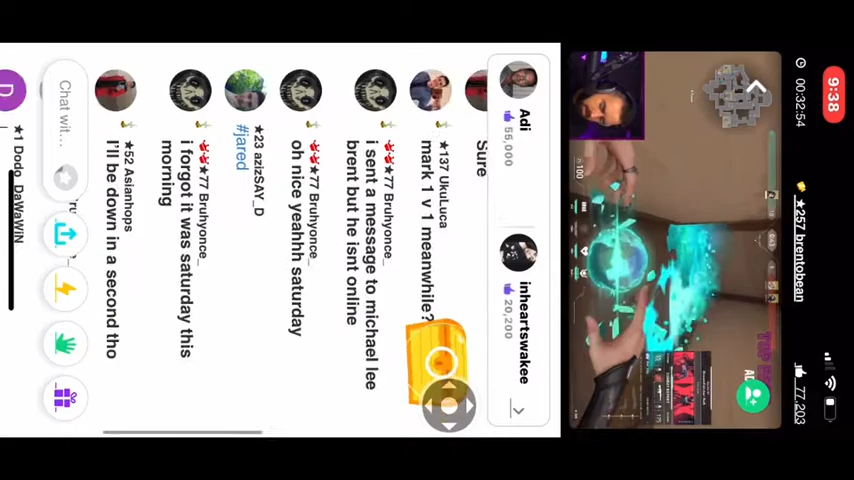 9:38
00:32:54
★257 brentobean
77,203
100
Adi
55,000
inheartswakee
20,200
Sure
★137 UkuLuca
mark 1 v 1 meanwhile?
★77 Bruhyonce_
i sent a message to michael lee
brent but he isnt online
★77 Bruhyonce_
oh nice yeahhh saturday
★23 azizSAY_D
#jared
★77 Bruhyonce_
i forgot it was saturday this
morning
★52 Asianhops
I'll be down in a second tho
Chat wit...
D
★1 Dodo_DaWaWiN